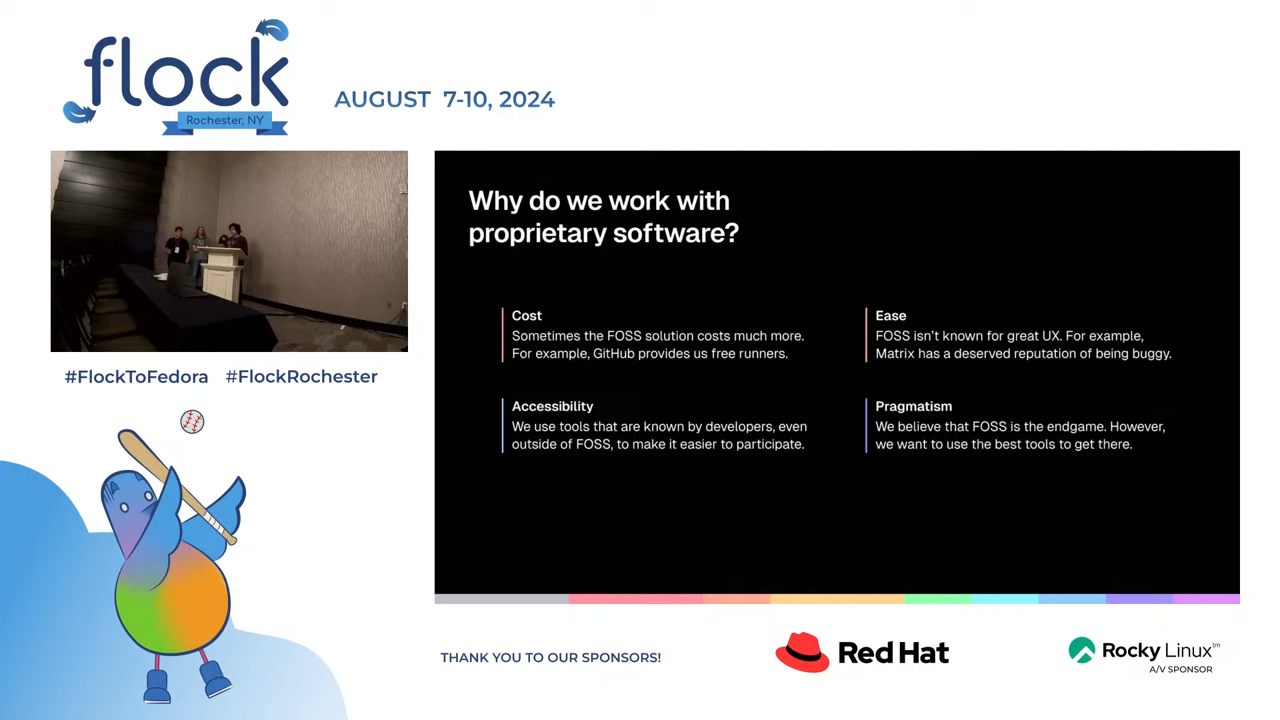 flock
Rochester, NY
AUGUST 7-10, 2024
#FlockToFedora #FlockRochester
Why do we work with
proprietary software?
Cost
Sometimes the FOSS solution costs much more.
For example, GitHub provides us free runners.
Ease
FOSS isn't known for great UX. For example,
Matrix has a deserved reputation of being buggy.
Accessibility
We use tools that are known by developers, even
outside of FOSS, to make it easier to participate.
Pragmatism
We believe that FOSS is the endgame. However,
we want to use the best tools to get there.
THANK YOU TO OUR SPONSORS!
Red Hat
Rocky Linux™
A/V SPONSOR